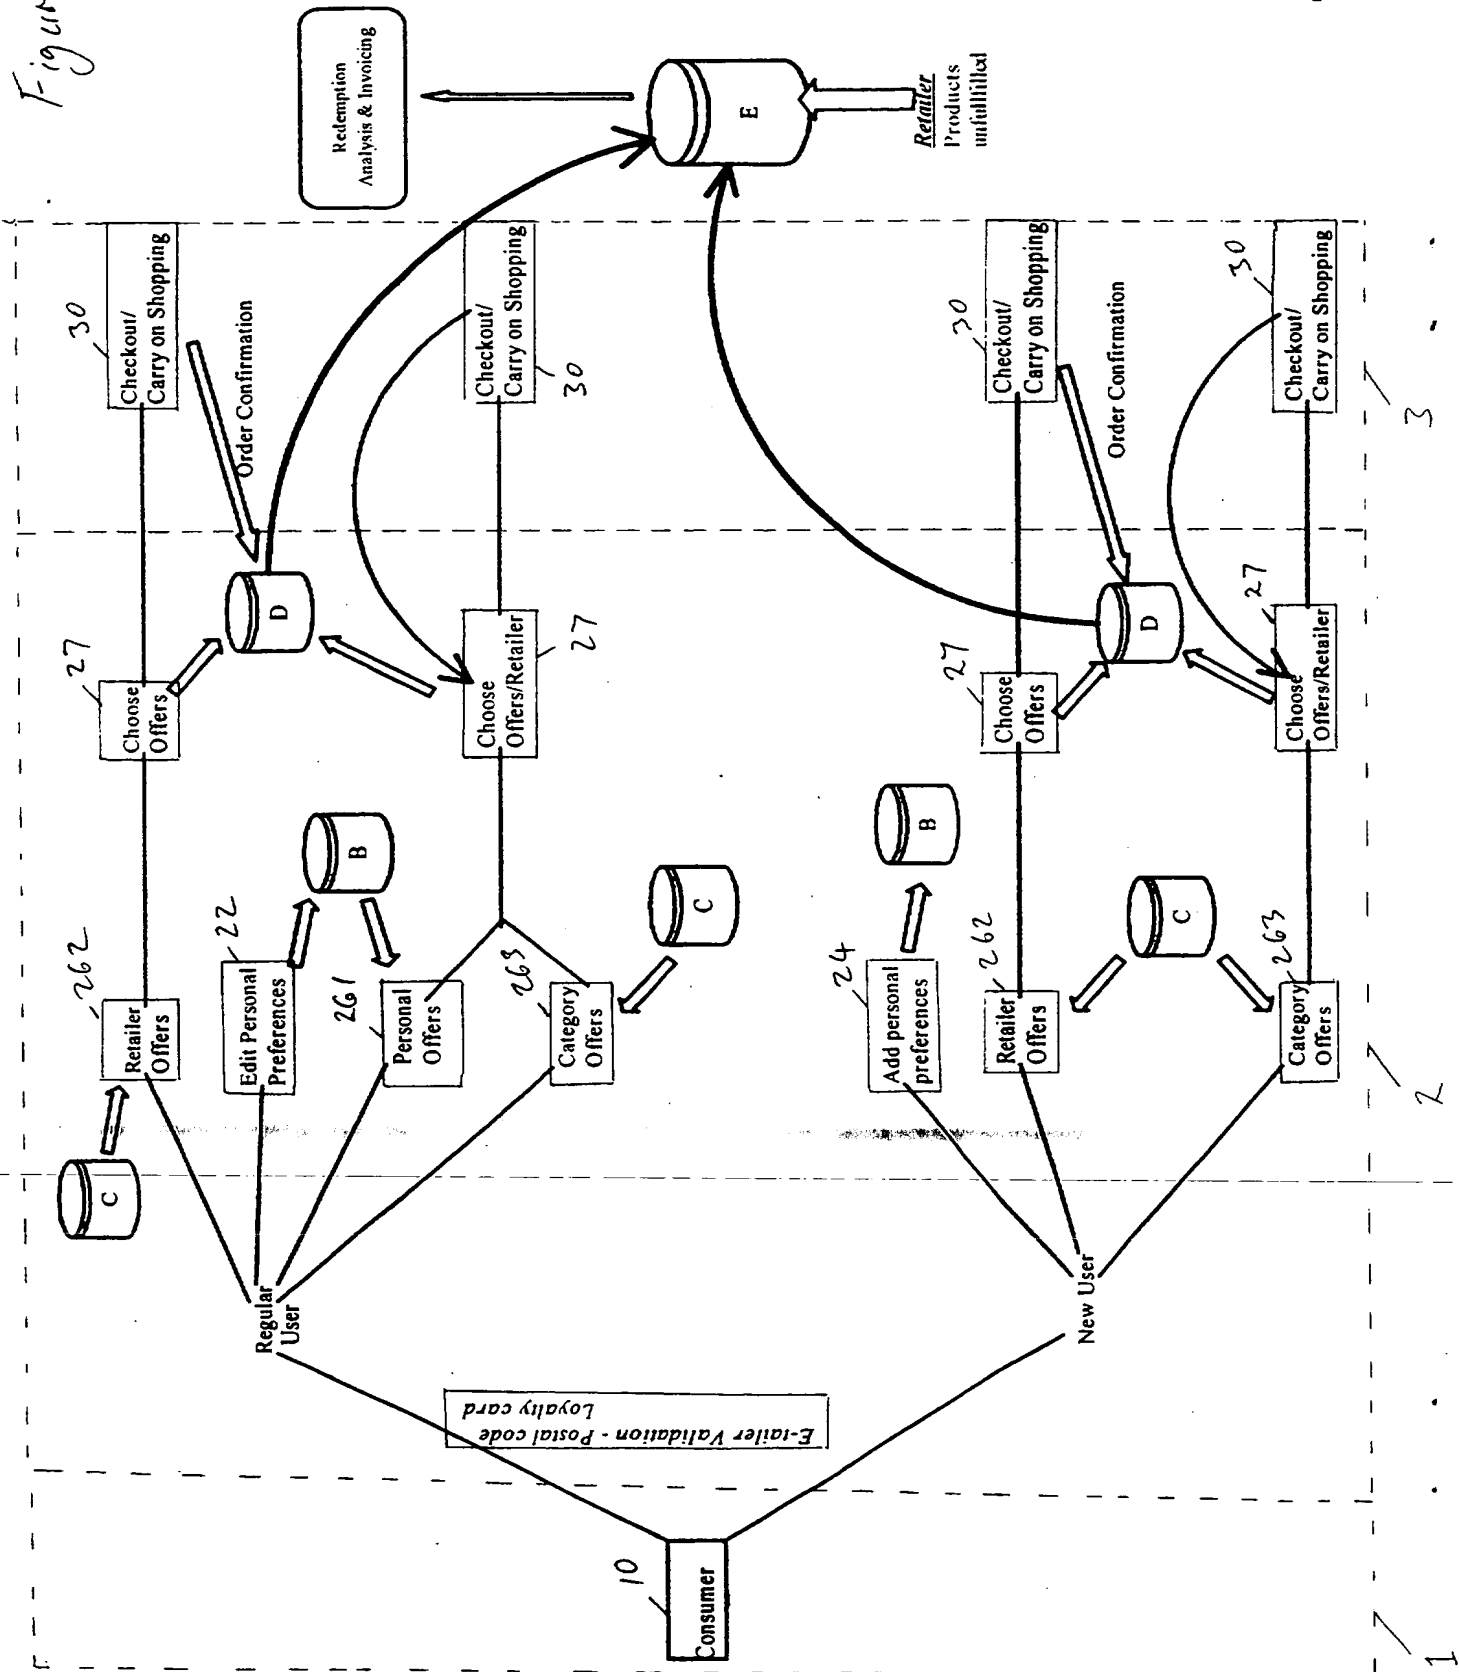 Figur
Redemption
Analysis & Invoicing
E
Retailer
Products
unfulfilled
30
Checkout/
Carry on Shopping
Order Confirmation
Checkout/
Carry on Shopping
30
30
Checkout/
Carry on Shopping
Order Confirmation
30
Checkout/
Carry on Shopping
3
27
Choose
Offers
D
Choose
Offers/Retailer
27
27
Choose
Offers
D
27
Choose
Offers/Retailer
262
Retailer
Offers
C
22
Edit Personal
Preferences
B
261
Personal
Offers
263
Category
Offers
C
24
Add personal
preferences
B
262
Retailer
Offers
C
263
Category
Offers
2
Regular
User
New User
E-tailer Validation - Postal code
Loyalty card
10
Consumer
1